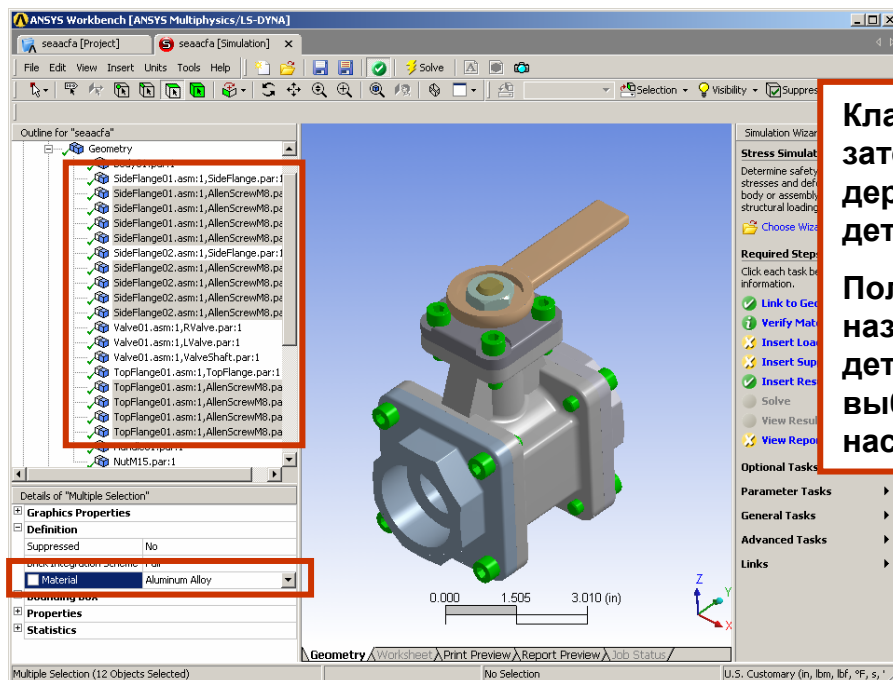 ANSYS Workbench [ANSYS Multiphysics/LS-DYNA]
seaacfa [Project]
seaacfa [Simulation]
File Edit View Insert Units Tools Help
Solve
Selection
Visibility
Suppres
Outline for "seaacfa"
Geometry
SideFlange01.asm:1,SideFlange.par:1
SideFlange01.asm:1,AllenScrewM8.pa
SideFlange01.asm:1,AllenScrewM8.pa
SideFlange01.asm:1,AllenScrewM8.pa
SideFlange01.asm:1,AllenScrewM8.pa
SideFlange02.asm:1,SideFlange.par:1
SideFlange02.asm:1,AllenScrewM8.pa
SideFlange02.asm:1,AllenScrewM8.pa
SideFlange02.asm:1,AllenScrewM8.pa
SideFlange02.asm:1,AllenScrewM8.pa
Valve01.asm:1,RValve.par:1
Valve01.asm:1,LValve.par:1
Valve01.asm:1,ValveShaft.par:1
TopFlange01.asm:1,TopFlange.par:1
TopFlange01.asm:1,AllenScrewM8.pa
TopFlange01.asm:1,AllenScrewM8.pa
TopFlange01.asm:1,AllenScrewM8.pa
TopFlange01.asm:1,AllenScrewM8.pa
NutM15.par:1
Details of "Multiple Selection"
Graphics Properties
Definition
Suppressed No
Material Aluminum Alloy
Bounding Box
Properties
Statistics
0.000 1.505 3.010 (in)
Z
Y
X
Geometry Worksheet Print Preview Report Preview Job Status
Simulation Wizar
Stress Simulat
Determine safety
stresses and def
body or assembly
structural loading
Choose Wiza
Required Step
Click each task be
information.
Link to Geo
Verify Mat
Insert Loa
Insert Sup
Insert Res
Solve
View Resul
View Repo
Optional Tasks
Parameter Tasks
General Tasks
Advanced Tasks
Links
Кла
зат
дер
дет
Пол
наз
дет
выб
нас
Multiple Selection (12 Objects Selected)
No Selection
U.S. Customary (in, lbm, lbf, °F, s, '